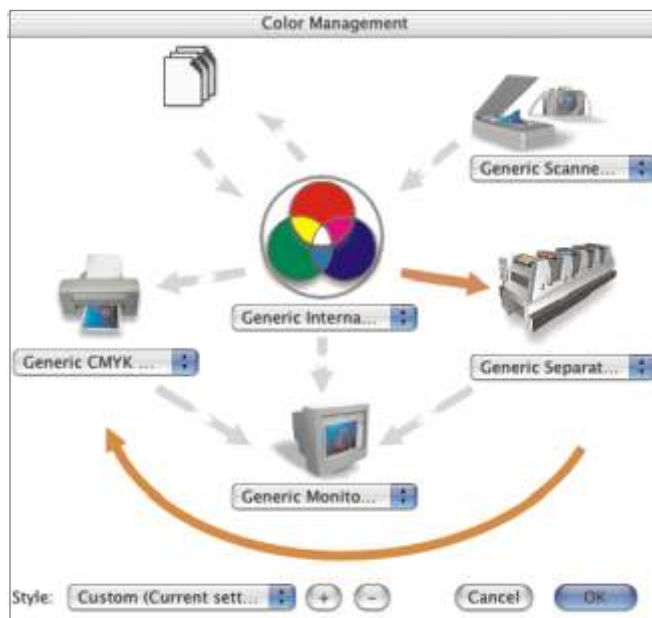 Color Management
Generic Scanne...
Generic Interna...
Generic CMYK ...
Generic Separat...
Generic Monito...
Style: Custom (Current sett... + - Cancel OK